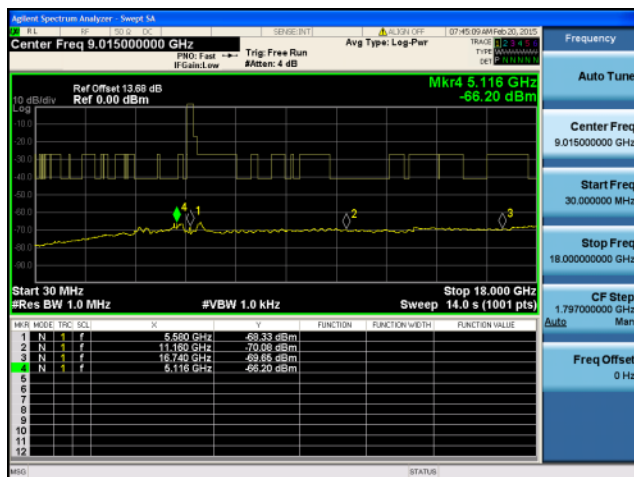 Agilent Spectrum Analyzer - Swept SA
RL RF 50 Ω DC SENSE:INT ALIGN OFF 07:45:09 AM Feb 20, 2015
Center Freq 9.015000000 GHz Avg Type: Log-Pwr TRACE 1 2 3 4 5 6
PNO: Fast Trig: Free Run TYPE
IFGain:Low #Atten: 4 dB DET P N N N N N
Ref Offset 13.68 dB Mkr4 5.116 GHz
10 dB/div Ref 0.00 dBm -66.20 dBm
Log
-10.0
-20.0
-30.0
-40.0
-50.0
-60.0
-70.0
-80.0
-90.0
4 1 2 3
Start 30 MHz Stop 18.000 GHz
#Res BW 1.0 MHz #VBW 1.0 kHz Sweep 14.0 s (1001 pts)
MKR MODE TRC SCL X Y FUNCTION FUNCTION WIDTH FUNCTION VALUE
1 N 1 f 5.580 GHz -68.33 dBm
2 N 1 f 11.160 GHz -70.08 dBm
3 N 1 f 16.740 GHz -69.65 dBm
4 N 1 f 5.116 GHz -66.20 dBm
5
6
7
8
9
10
11
12
MSG STATUS
Frequency
Auto Tune
Center Freq
9.015000000 GHz
Start Freq
30.000000 MHz
Stop Freq
18.000000000 GHz
CF Step
1.797000000 GHz
Auto Man
Freq Offset
0 Hz